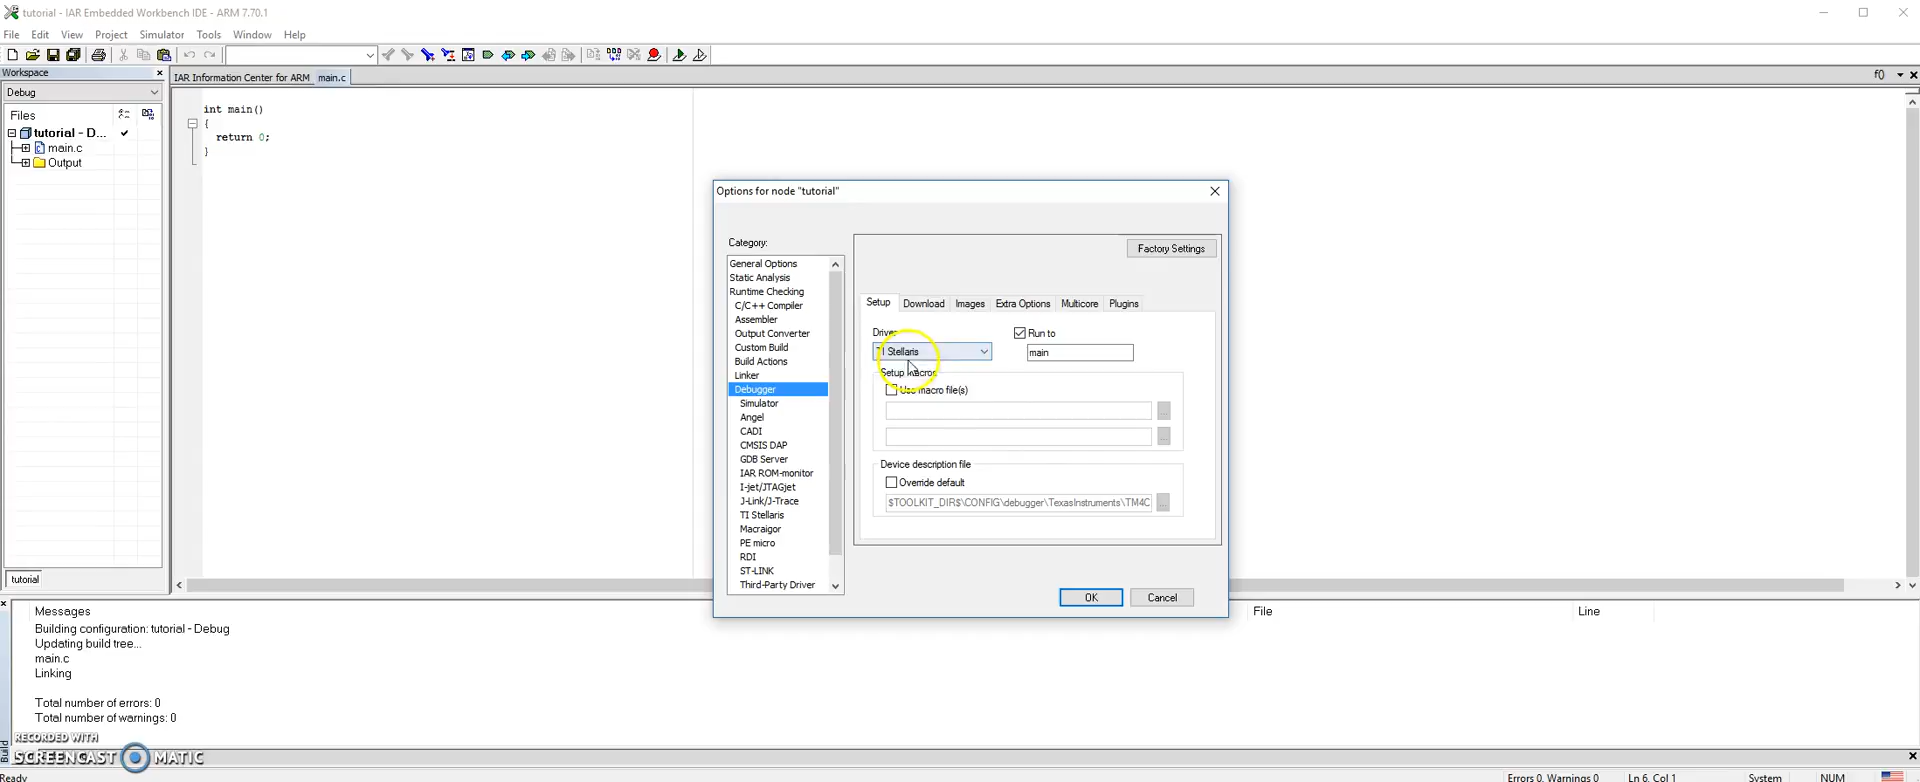 tutorial - IAR Embedded Workbench IDE - ARM 7.70.1
File Edit View Project Simulator Tools Window Help
Workspace
IAR Information Center for ARM main.c f()
Debug
Files
tutorial - D...
main.c
Output
tutorial
int main()
{
return 0;
}
Options for node "tutorial"
Category:
General Options
Static Analysis
Runtime Checking
C/C++ Compiler
Assembler
Output Converter
Custom Build
Build Actions
Linker
Debugger
Simulator
Angel
CADI
CMSIS DAP
GDB Server
IAR ROM-monitor
I-jet/JTAGjet
J-Link/J-Trace
TI Stellaris
Macraigor
PE micro
RDI
ST-LINK
Third-Party Driver
Factory Settings
Setup Download Images Extra Options Multicore Plugins
Drive
TI Stellaris
Run to
main
Setup macros
Use macro file(s)
...
...
Device description file
Override default
$TOOLKIT_DIR$\CONFIG\debugger\TexasInstruments\TM4C
...
OK Cancel
Messages File Line
Building configuration: tutorial - Debug
Updating build tree...
main.c
Linking
Total number of errors: 0
Total number of warnings: 0
Build
RECORDED WITH
SCREENCAST MATIC
Ready Errors 0, Warnings 0 Ln 6, Col 1 System NUM